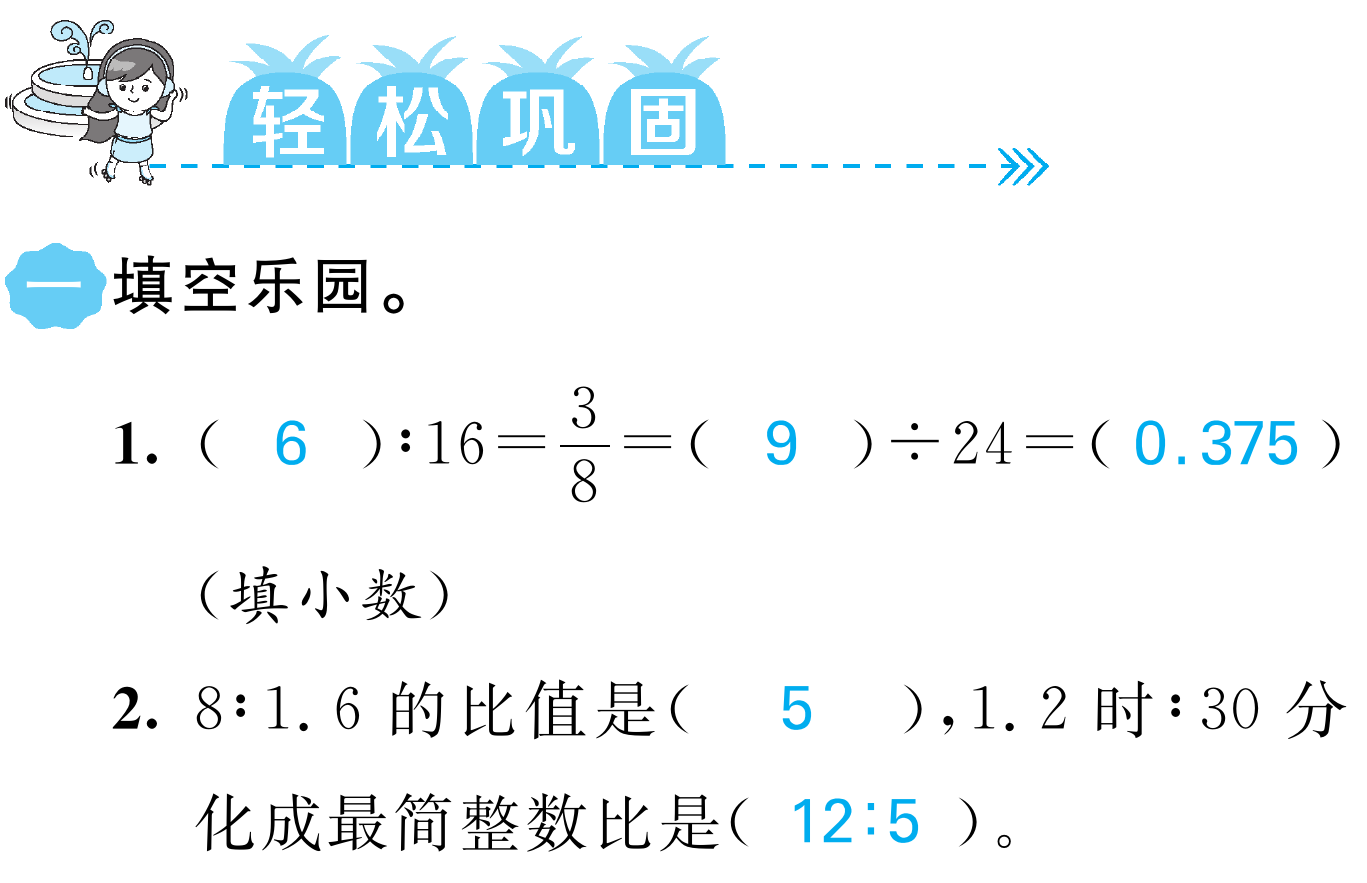 轻松巩固
一 填空乐园。
1. ( 6 )∶16=3/8=( 9 )÷24=( 0.375 )
(填小数)
2. 8∶1.6 的比值是( 5 ),1.2 时∶30 分
化成最简整数比是( 12∶5 )。